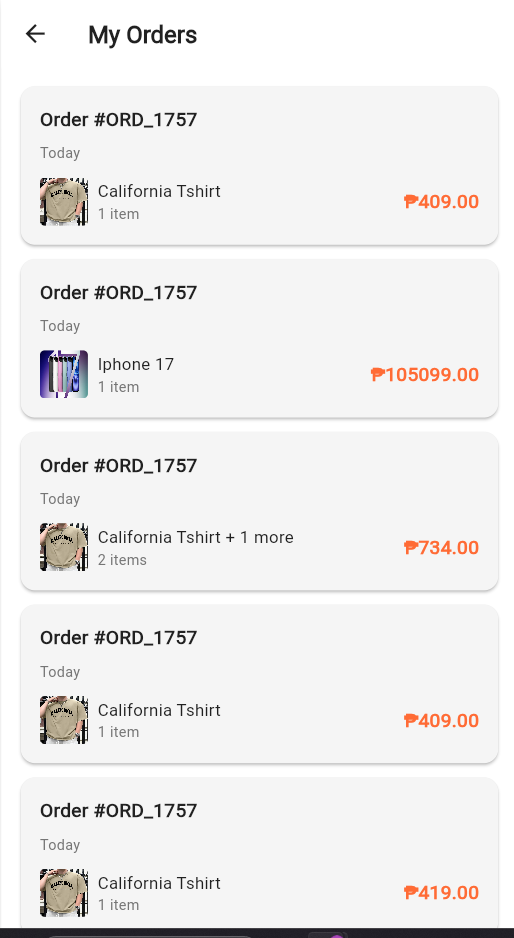 My Orders
Order #ORD_1757
Today
California Tshirt
1 item
₱409.00
Order #ORD_1757
Today
Iphone 17
1 item
₱105099.00
Order #ORD_1757
Today
California Tshirt + 1 more
2 items
₱734.00
Order #ORD_1757
Today
California Tshirt
1 item
₱409.00
Order #ORD_1757
Today
California Tshirt
1 item
₱419.00